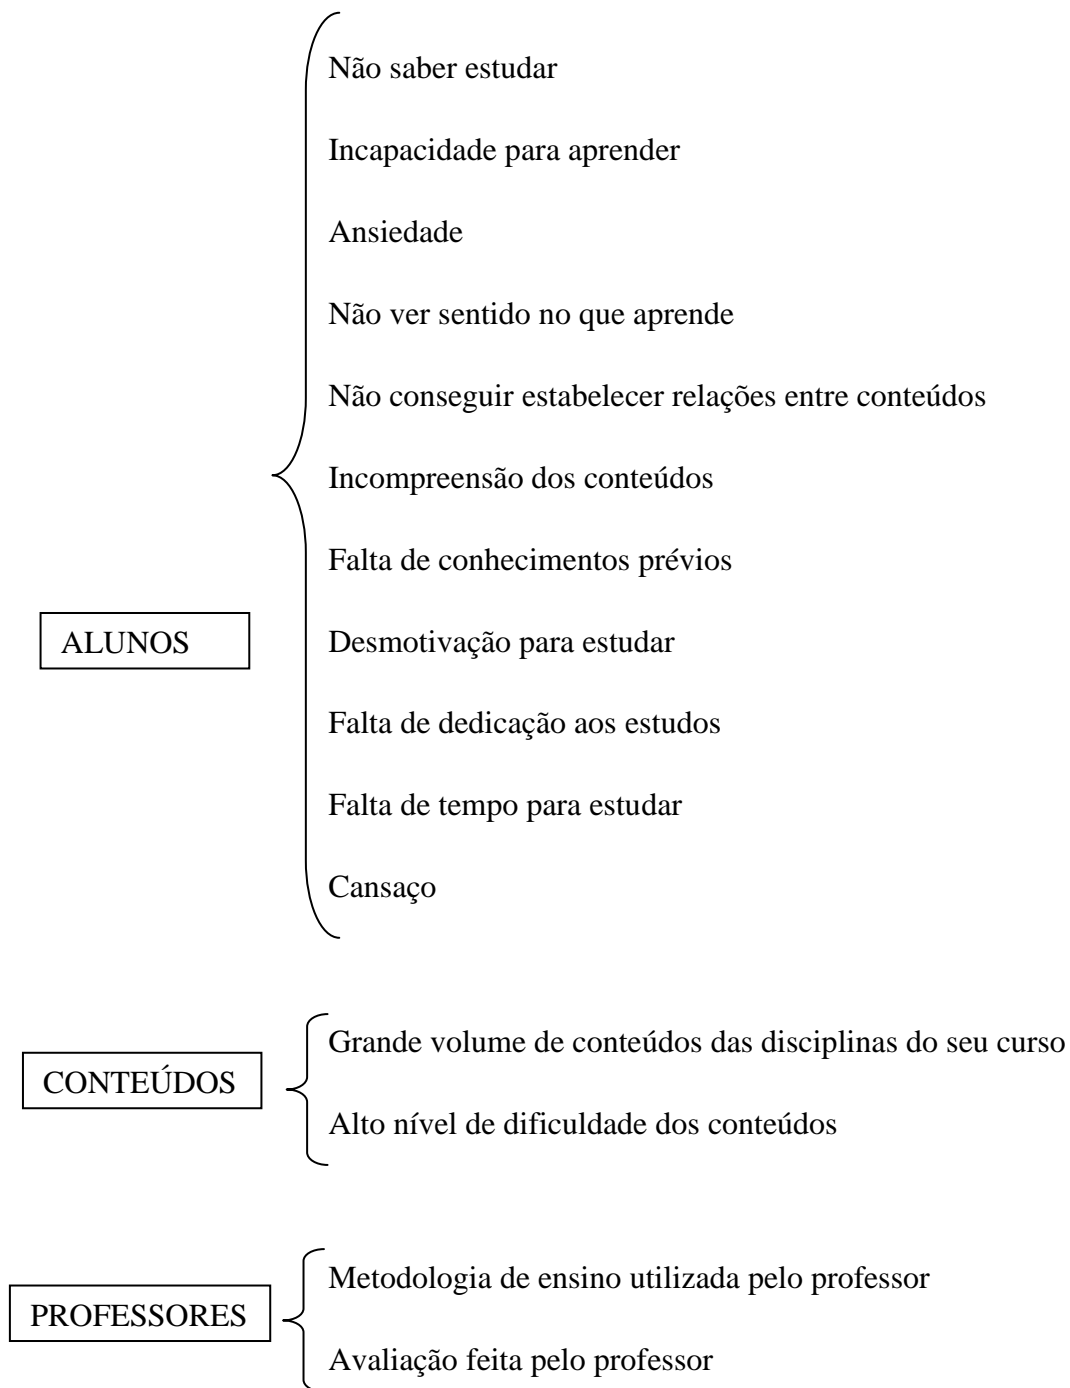 Não saber estudar
Incapacidade para aprender
Ansiedade
Não ver sentido no que aprende
Não conseguir estabelecer relações entre conteúdos
Incompreensão dos conteúdos
Falta de conhecimentos prévios
ALUNOS
Desmotivação para estudar
Falta de dedicação aos estudos
Falta de tempo para estudar
Cansaço
Grande volume de conteúdos das disciplinas do seu curso
CONTEÚDOS
Alto nível de dificuldade dos conteúdos
Metodologia de ensino utilizada pelo professor
PROFESSORES
Avaliação feita pelo professor